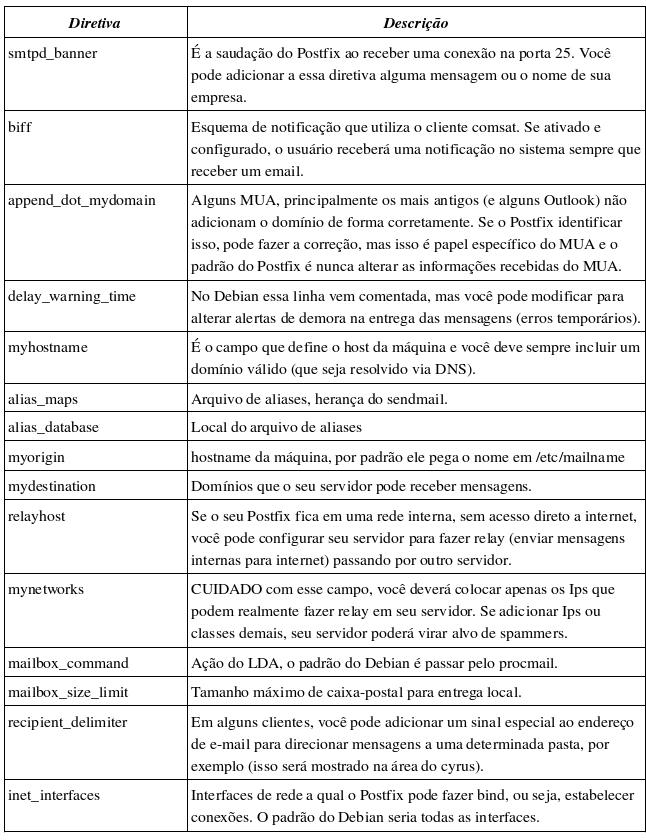 Diretiva Descrição
smtpd_banner É a saudação do Postfix ao receber uma conexão na porta 25. Você
pode adicionar a essa diretiva alguma mensagem ou o nome de sua
empresa.
biff Esquema de notificação que utiliza o cliente comsat. Se ativado e
configurado, o usuário receberá uma notificação no sistema sempre que
receber um email.
append_dot_mydomain Alguns MUA, principalmente os mais antigos (e alguns Outlook) não
adicionam o domínio de forma corretamente. Se o Postfix identificar
isso, pode fazer a correção, mas isso é papel específico do MUA e o
padrão do Postfix é nunca alterar as informações recebidas do MUA.
delay_warning_time No Debian essa linha vem comentada, mas você pode modificar para
alterar alertas de demora na entrega das mensagens (erros temporários).
myhostname É o campo que define o host da máquina e você deve sempre incluir um
domínio válido (que seja resolvido via DNS).
alias_maps Arquivo de aliases, herança do sendmail.
alias_database Local do arquivo de aliases
myorigin hostname da máquina, por padrão ele pega o nome em /etc/mailname
mydestination Domínios que o seu servidor pode receber mensagens.
relayhost Se o seu Postfix fica em uma rede interna, sem acesso direto a internet,
você pode configurar seu servidor para fazer relay (enviar mensagens
internas para internet) passando por outro servidor.
mynetworks CUIDADO com esse campo, você deverá colocar apenas os Ips que
podem realmente fazer relay em seu servidor. Se adicionar Ips ou
classes demais, seu servidor poderá virar alvo de spammers.
mailbox_command Ação do LDA, o padrão do Debian é passar pelo procmail.
mailbox_size_limit Tamanho máximo de caixa-postal para entrega local.
recipient_delimiter Em alguns clientes, você pode adicionar um sinal especial ao endereço
de e-mail para direcionar mensagens a uma determinada pasta, por
exemplo (isso será mostrado na área do cyrus).
inet_interfaces Interfaces de rede a qual o Postfix pode fazer bind, ou seja, estabelecer
conexões. O padrão do Debian seria todas as interfaces.